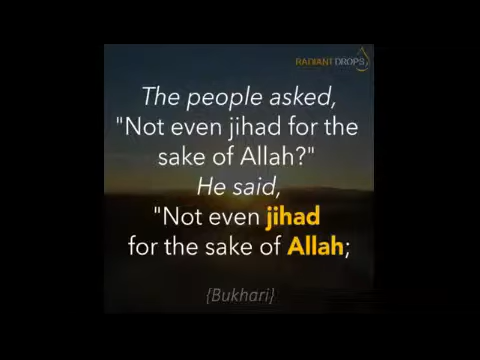 RADIANT DROPS
The people asked,
"Not even jihad for the
sake of Allah?"
He said,
"Not even jihad
for the sake of Allah;
{Bukhari}